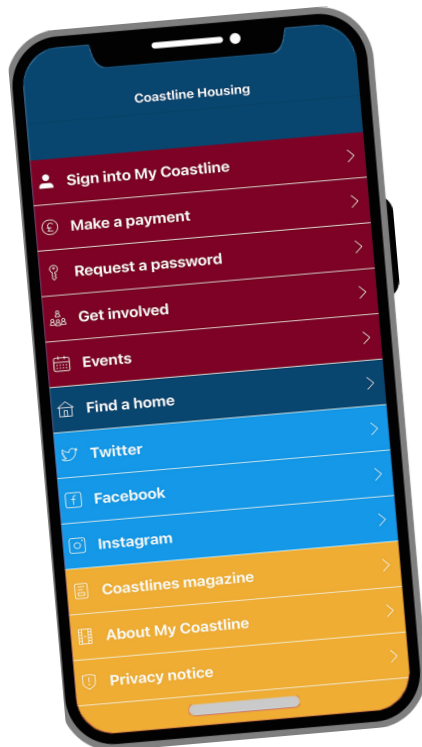 Coastline Housing
Sign into My Coastline
Make a payment
Request a password
Get involved
Events
Find a home
Twitter
Facebook
Instagram
Coastlines magazine
About My Coastline
Privacy notice